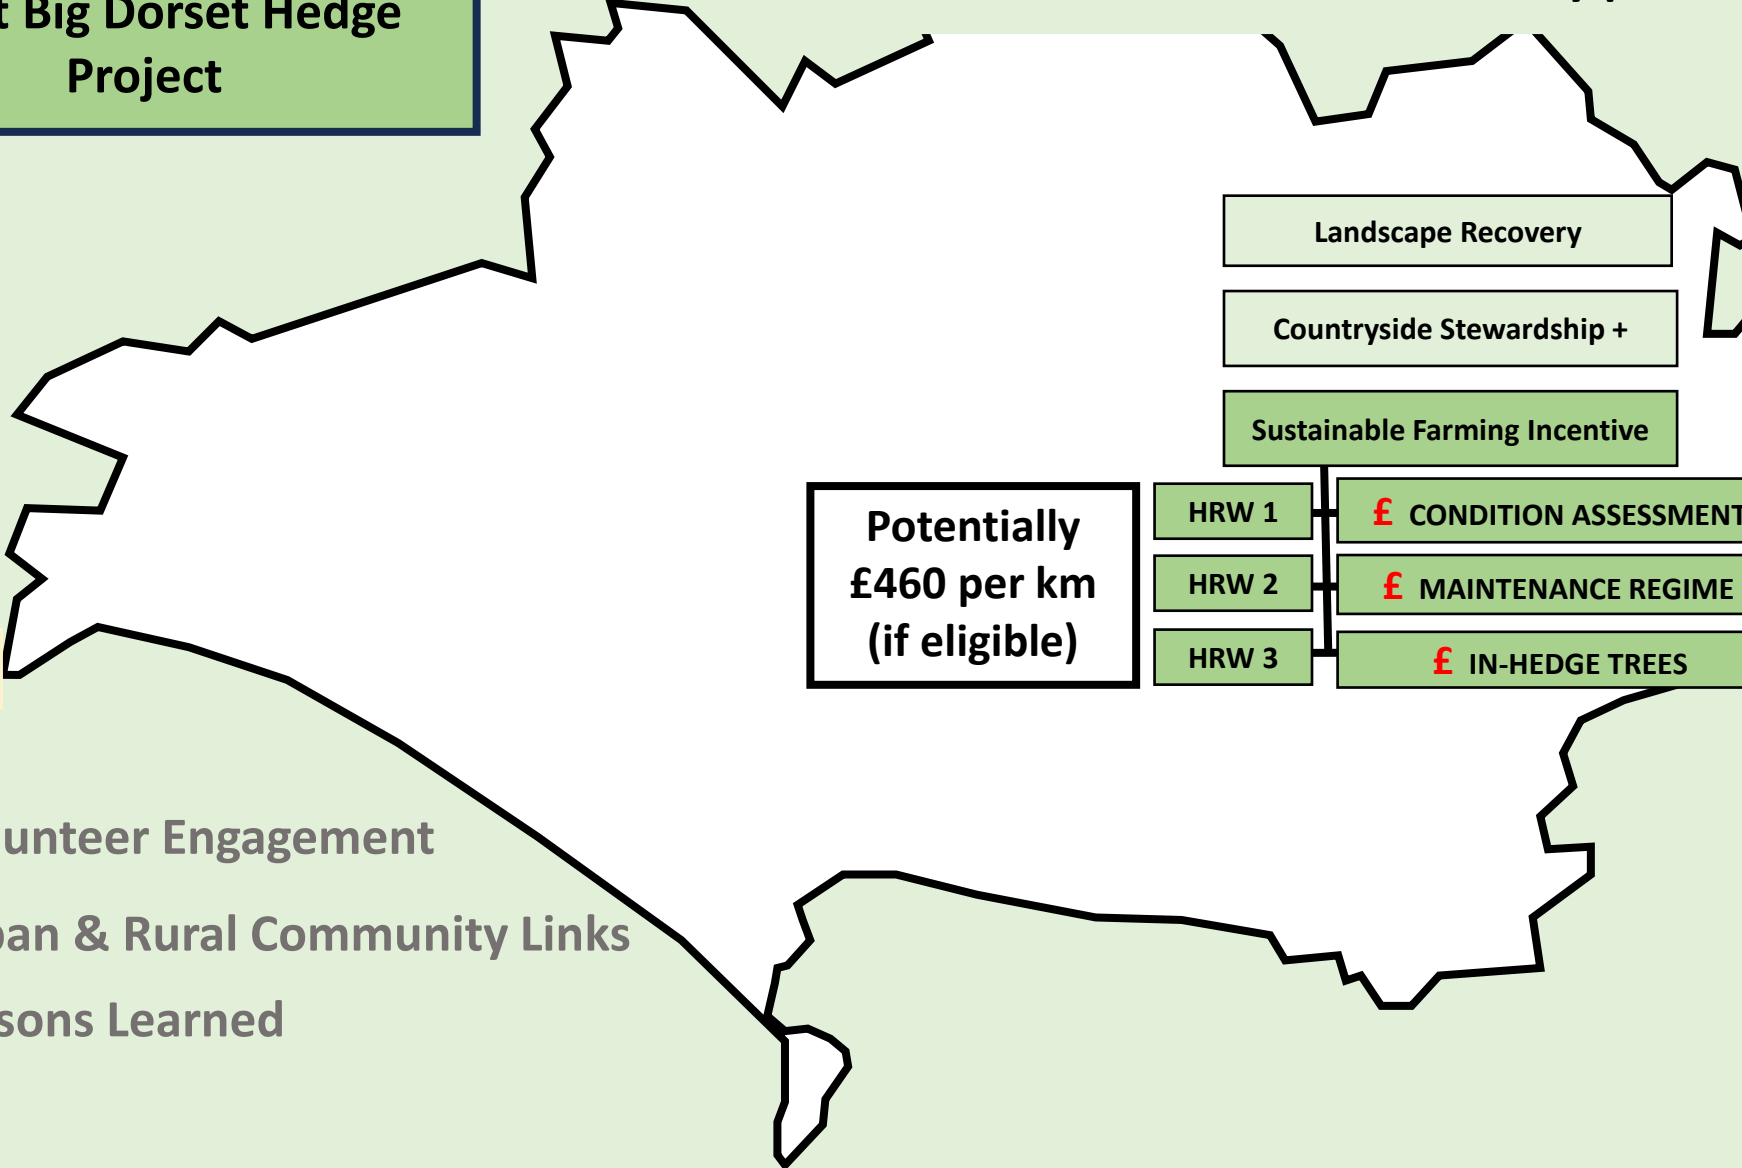 t Big Dorset Hedge
Project
Landscape Recovery
Countryside Stewardship +
Sustainable Farming Incentive
Potentially
£460 per km
(if eligible)
HRW 1
£ CONDITION ASSESSMENT
HRW 2
£ MAINTENANCE REGIME
HRW 3
£ IN-HEDGE TREES
unteer Engagement
an & Rural Community Links
sons Learned